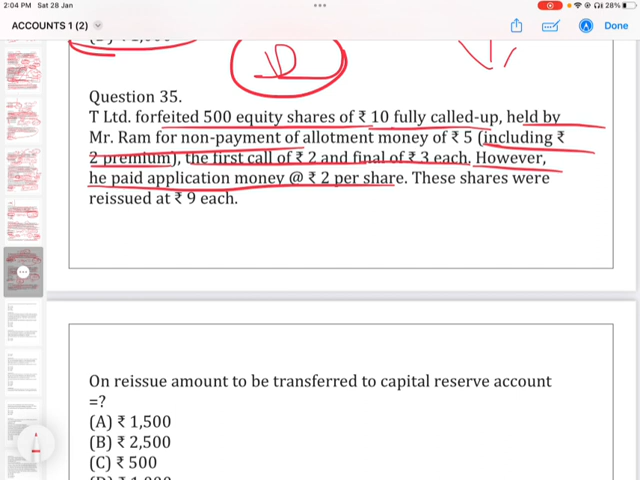 2:04 PM Sat 28 Jan
28%
ACCOUNTS 1 (2)
Done
D
Question 35.
T Ltd. forfeited 500 equity shares of ₹ 10 fully called-up, held by
Mr. Ram for non-payment of allotment money of ₹ 5 (including ₹
2 premium), the first call of ₹ 2 and final of ₹ 3 each. However,
he paid application money @ ₹ 2 per share. These shares were
reissued at ₹ 9 each.
On reissue amount to be transferred to capital reserve account
=?
(A) ₹ 1,500
(B) ₹ 2,500
(C) ₹ 500